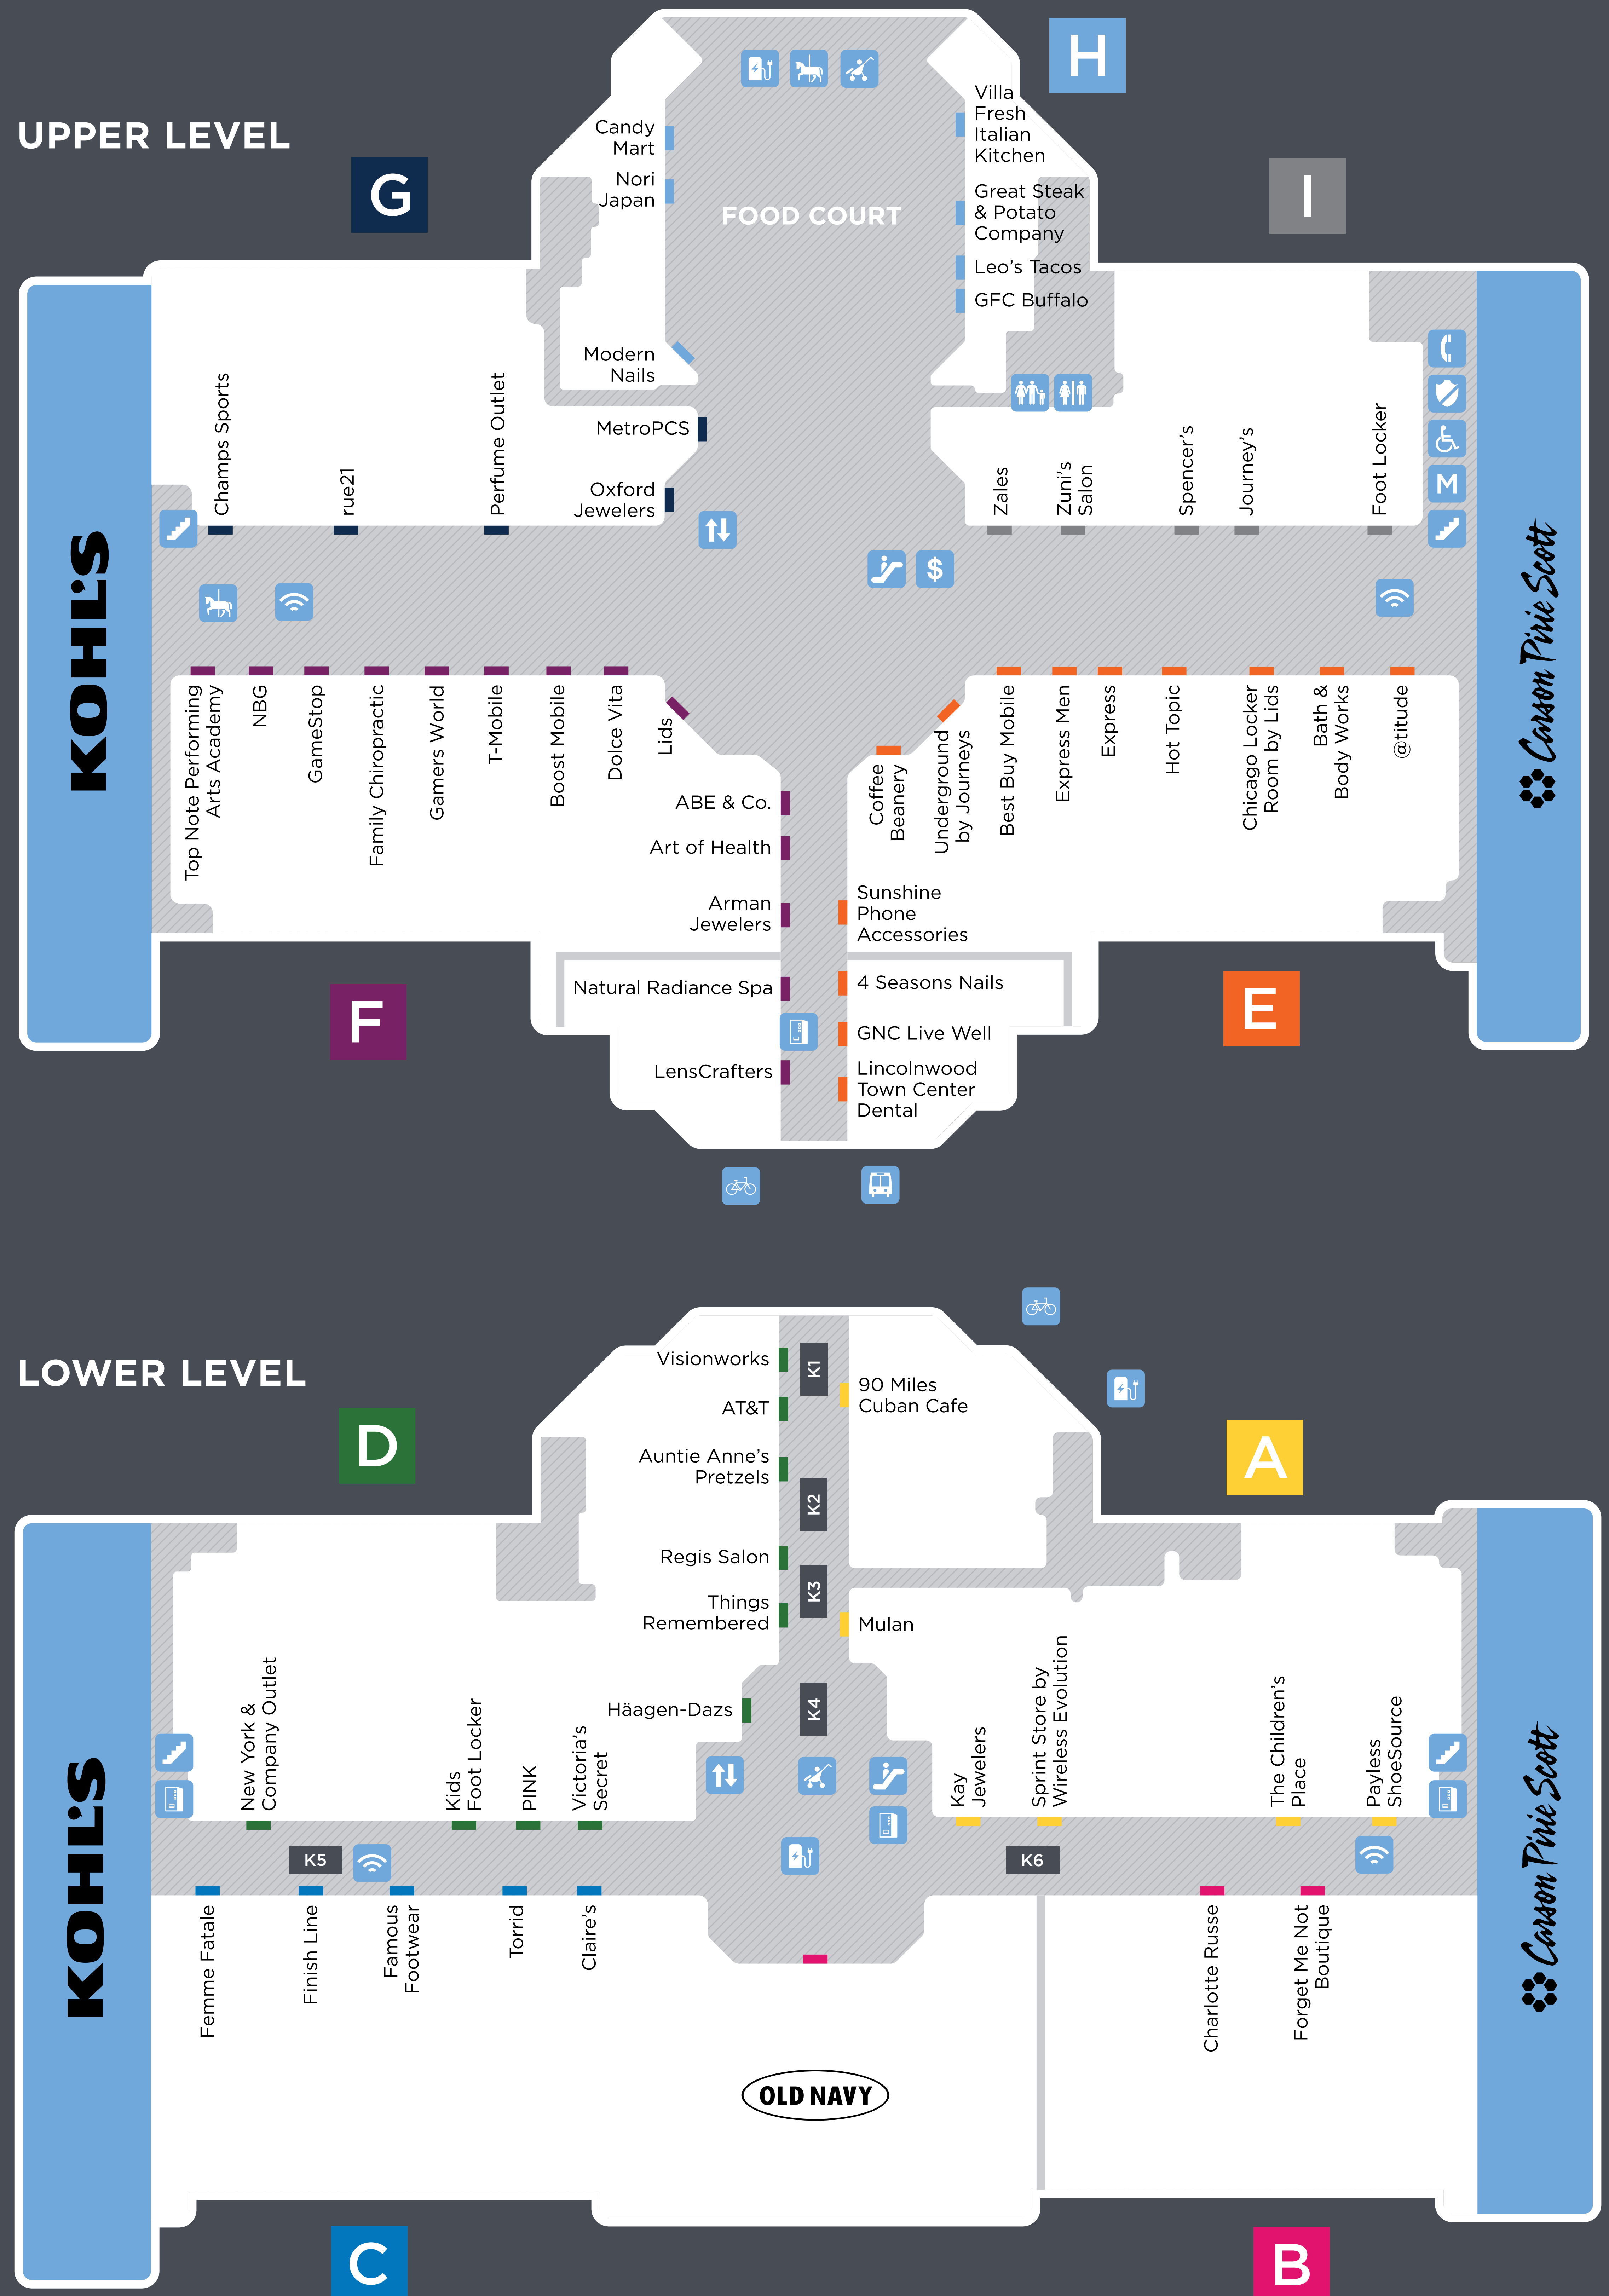 H
UPPER LEVEL
G
I
Candy
Mart
Nori
Japan
FOOD COURT
Villa
Fresh
Italian
Kitchen
Great Steak
& Potato
Company
Leo's Tacos
GFC Buffalo
Modern
Nails
MetroPCS
Oxford
Jewelers
Champs Sports
rue21
Perfume Outlet
Zales
Zuni's
Salon
Spencer's
Journey's
Foot Locker
M
$
KOHL'S
Carson Pirie Scott
Top Note Performing
Arts Academy
NBG
GameStop
Family Chiropractic
Gamers World
T-Mobile
Boost Mobile
Dolce Vita
Lids
Coffee
Beanery
Underground
by Journeys
Best Buy Mobile
Express Men
Express
Hot Topic
Chicago Locker
Room by Lids
Bath &
Body Works
@titude
ABE & Co.
Art of Health
Arman
Jewelers
Natural Radiance Spa
LensCrafters
Sunshine
Phone
Accessories
4 Seasons Nails
GNC Live Well
Lincolnwood
Town Center
Dental
F
E
LOWER LEVEL
D
A
Visionworks
AT&T
Auntie Anne's
Pretzels
Regis Salon
Things
Remembered
Häagen-Dazs
K1
K2
K3
K4
90 Miles
Cuban Cafe
Mulan
New York &
Company Outlet
Kids
Foot Locker
PINK
Victoria's
Secret
Kay
Jewelers
Sprint Store by
Wireless Evolution
The Children's
Place
Payless
ShoeSource
KOHL'S
Carson Pirie Scott
K5
K6
Femme Fatale
Finish Line
Famous
Footwear
Torrid
Claire's
Charlotte Russe
Forget Me Not
Boutique
OLD NAVY
C
B